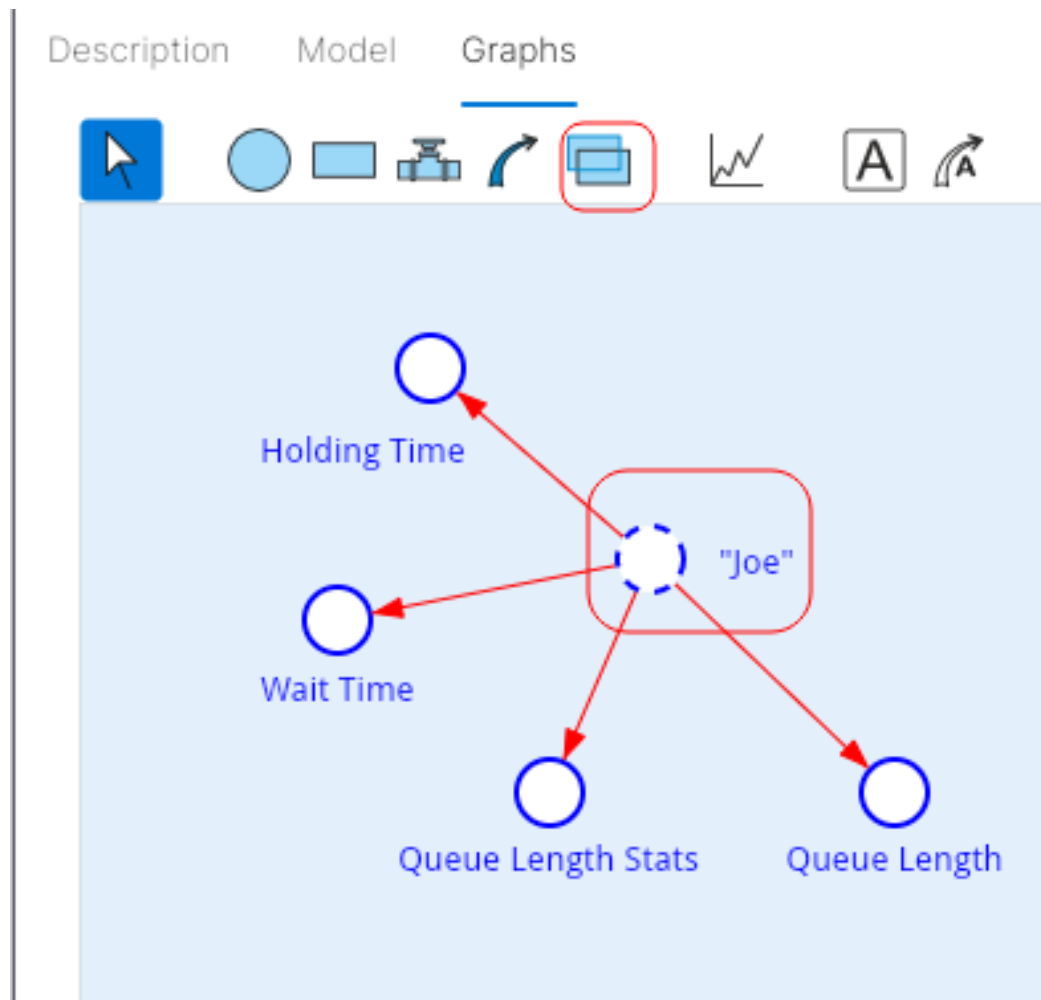 Description Model Graphs
A A
Holding Time
"Joe"
Wait Time
Queue Length Stats Queue Length